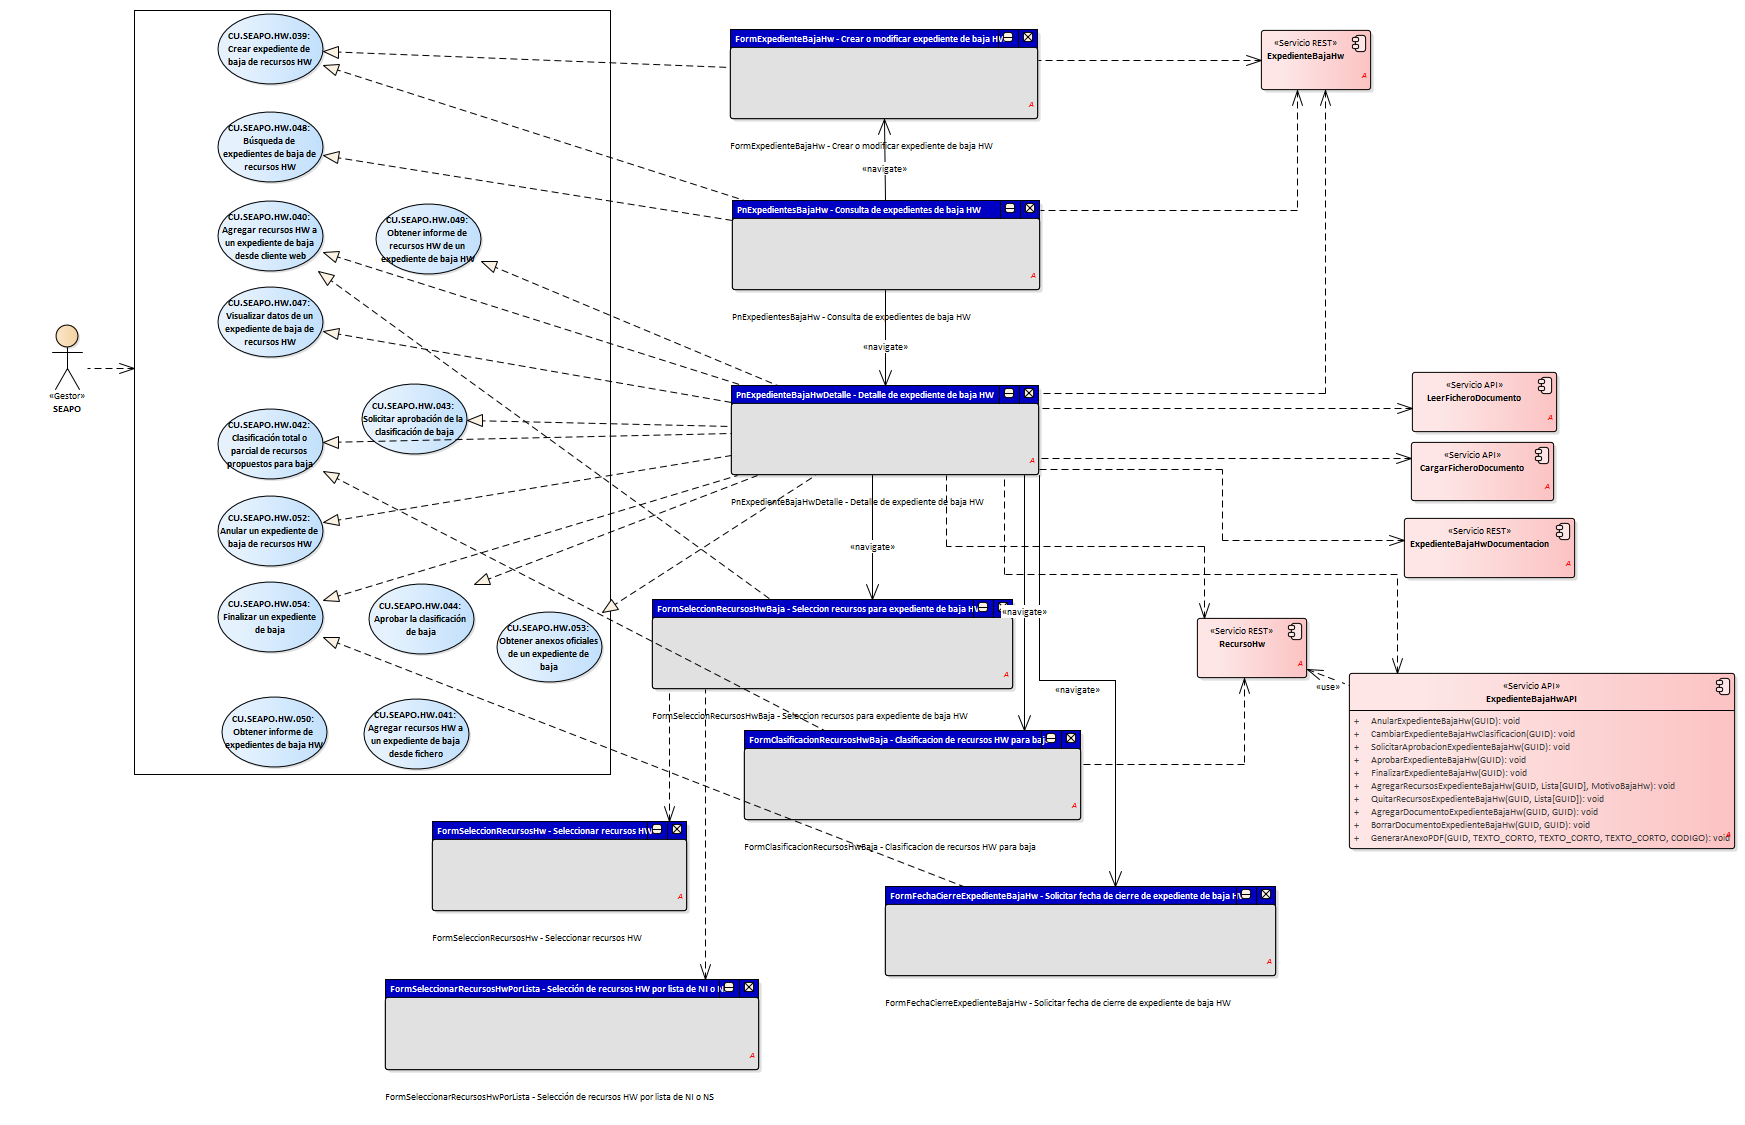 CU.SEAPO.HW.039:
Crear expediente de
baja de recursos HW
CU.SEAPO.HW.048:
Búsqueda de
expedientes de baja de
recursos HW
CU.SEAPO.HW.040:
Agregar recursos HW a
un expediente de baja
desde cliente web
CU.SEAPO.HW.049:
Obtener informe de
recursos HW de un
expediente de baja HW
CU.SEAPO.HW.047:
Visualizar datos de un
expediente de baja de
recursos HW
«Gestor»
SEAPO
CU.SEAPO.HW.043:
Solicitar aprobación de la
clasificación de baja
CU.SEAPO.HW.042:
Clasificación total o
parcial de recursos
propuestos para baja
CU.SEAPO.HW.052:
Anular un expediente de
baja de recursos HW
CU.SEAPO.HW.054:
Finalizar un expediente
de baja
CU.SEAPO.HW.044:
Aprobar la clasificación
de baja
CU.SEAPO.HW.053:
Obtener anexos oficiales
de un expediente de
baja
CU.SEAPO.HW.050:
Obtener informe de
expedientes de baja HW
CU.SEAPO.HW.041:
Agregar recursos HW a
un expediente de baja
desde fichero
FormExpedienteBajaHw - Crear o modificar expediente de baja HW
A
FormExpedienteBajaHw - Crear o modificar expediente de baja HW
«navigate»
PnExpedientesBajaHw - Consulta de expedientes de baja HW
A
PnExpedientesBajaHw - Consulta de expedientes de baja HW
«navigate»
PnExpedienteBajaHwDetalle - Detalle de expediente de baja HW
A
PnExpedienteBajaHwDetalle - Detalle de expediente de baja HW
«navigate»
FormSeleccionRecursosHwBaja - Seleccion recursos para expediente de baja HW
A
FormSeleccionRecursosHwBaja - Seleccion recursos para expediente de baja HW
«navigate»
«navigate»
FormClasificacionRecursosHwBaja - Clasificacion de recursos HW para baja
A
FormClasificacionRecursosHwBaja - Clasificacion de recursos HW para baja
FormSeleccionRecursosHw - Seleccionar recursos HW
A
FormSeleccionRecursosHw - Seleccionar recursos HW
FormFechaCierreExpedienteBajaHw - Solicitar fecha de cierre de expediente de baja HW
A
FormFechaCierreExpedienteBajaHw - Solicitar fecha de cierre de expediente de baja HW
FormSeleccionarRecursosHwPorLista - Selección de recursos HW por lista de NI o NS
A
FormSeleccionarRecursosHwPorLista - Selección de recursos HW por lista de NI o NS
«Servicio REST»
ExpedienteBajaHw
A
«Servicio API»
LeerFicheroDocumento
A
«Servicio API»
CargarFicheroDocumento
A
«Servicio REST»
ExpedienteBajaHwDocumentacion
A
«Servicio REST»
RecursoHw
A
«use»
«Servicio API»
ExpedienteBajaHwAPI
+ AnularExpedienteBajaHw(GUID): void
+ CambiarExpedienteBajaHwClasificacion(GUID): void
+ SolicitarAprobacionExpedienteBajaHw(GUID): void
+ AprobarExpedienteBajaHw(GUID): void
+ FinalizarExpedienteBajaHw(GUID): void
+ AgregarRecursosExpedienteBajaHw(GUID, Lista[GUID], MotivoBajaHw): void
+ QuitarRecursosExpedienteBajaHw(GUID, Lista[GUID]): void
+ AgregarDocumentoExpedienteBajaHw(GUID, GUID): void
+ BorrarDocumentoExpedienteBajaHw(GUID, GUID): void
+ GenerarAnexoPDF(GUID, TEXTO_CORTO, TEXTO_CORTO, TEXTO_CORTO, CODIGO): void
A